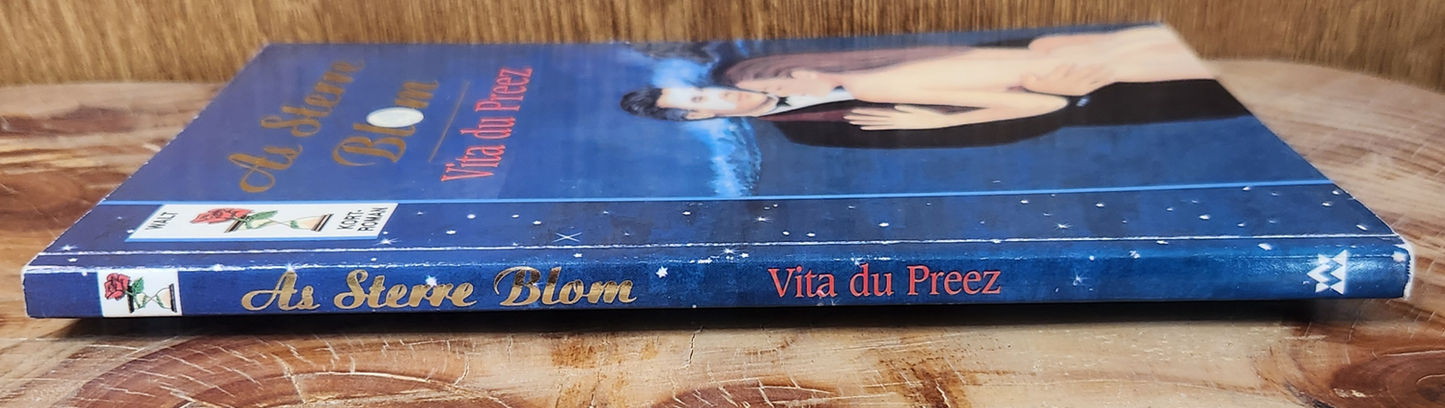 As Sterre
Blom
Vita du Preez
WALT
KORT-
ROMAN
As Sterre Blom
Vita du Preez